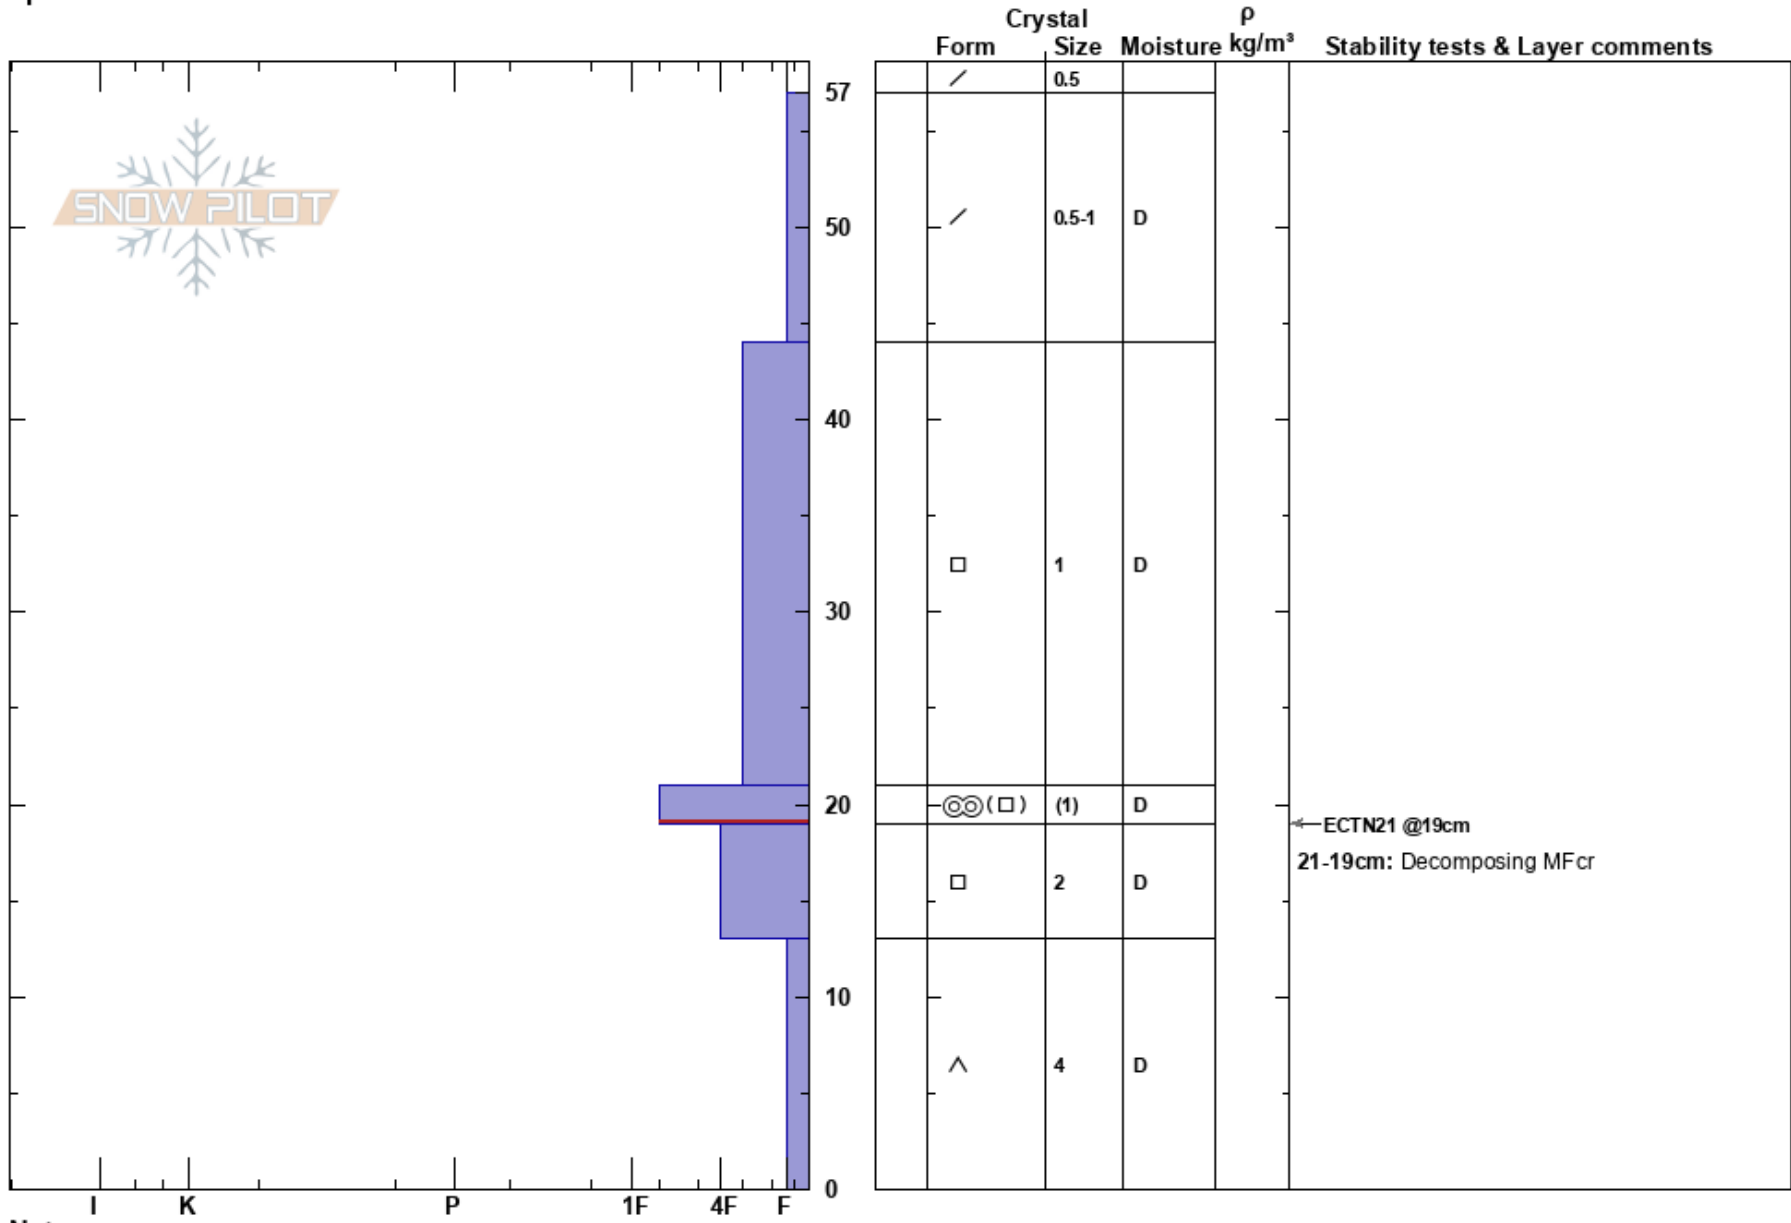 Crystal
Form Size Moisture ρ kg/m³ Stability tests & Layer comments
0.5
57
SNOW PILOT
50 0.5-1 D
40
1 D
30
20 (1) D
ECTN21 @19cm
21-19cm: Decomposing MFcr
2 D
10
4 D
0
I K P 1F 4F F